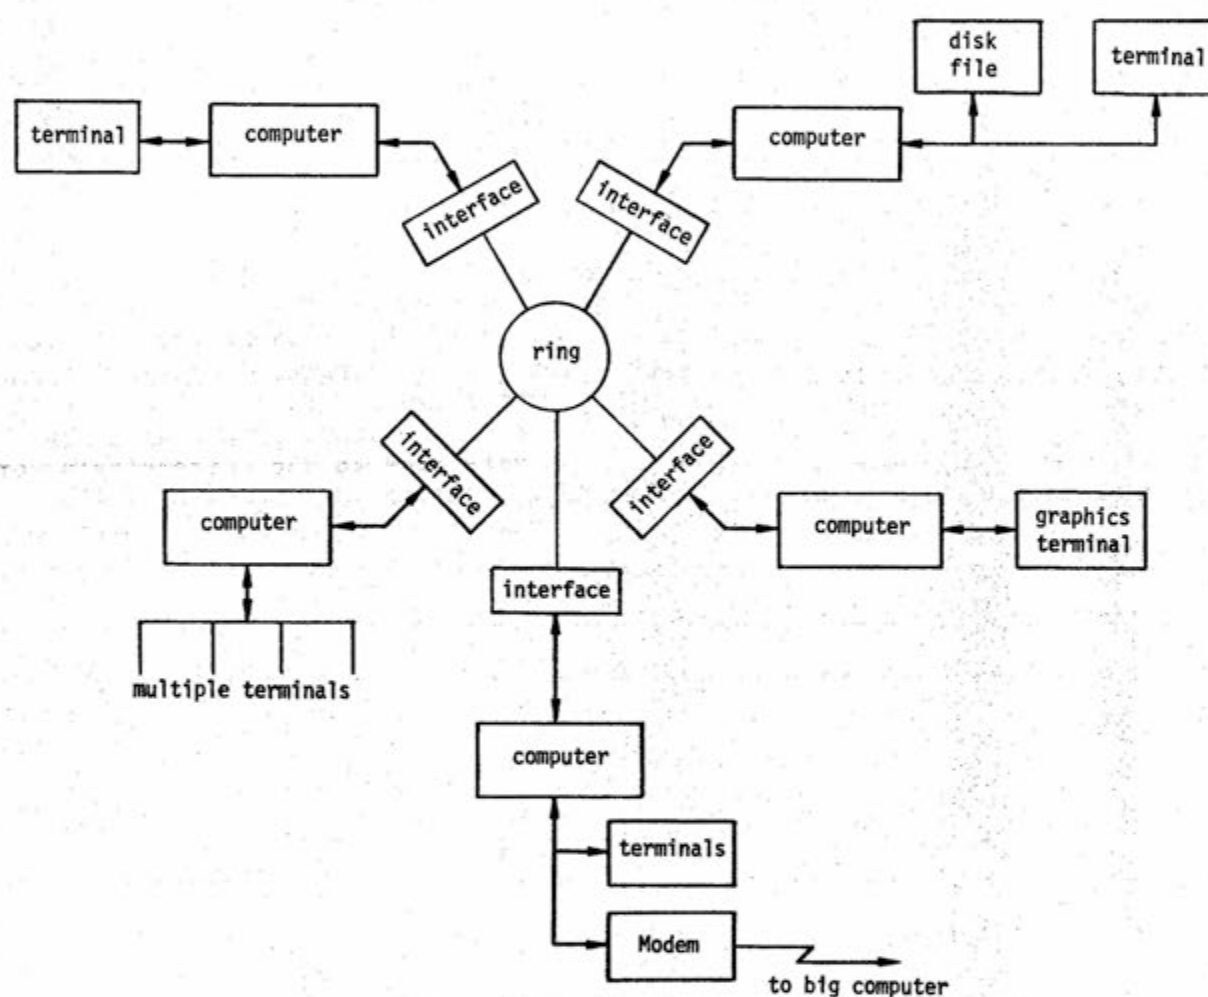 disk
file
terminal
terminal
computer
computer
interface
interface
ring
interface
interface
computer
computer
graphics
terminal
interface
multiple terminals
computer
terminals
Modem
to big computer